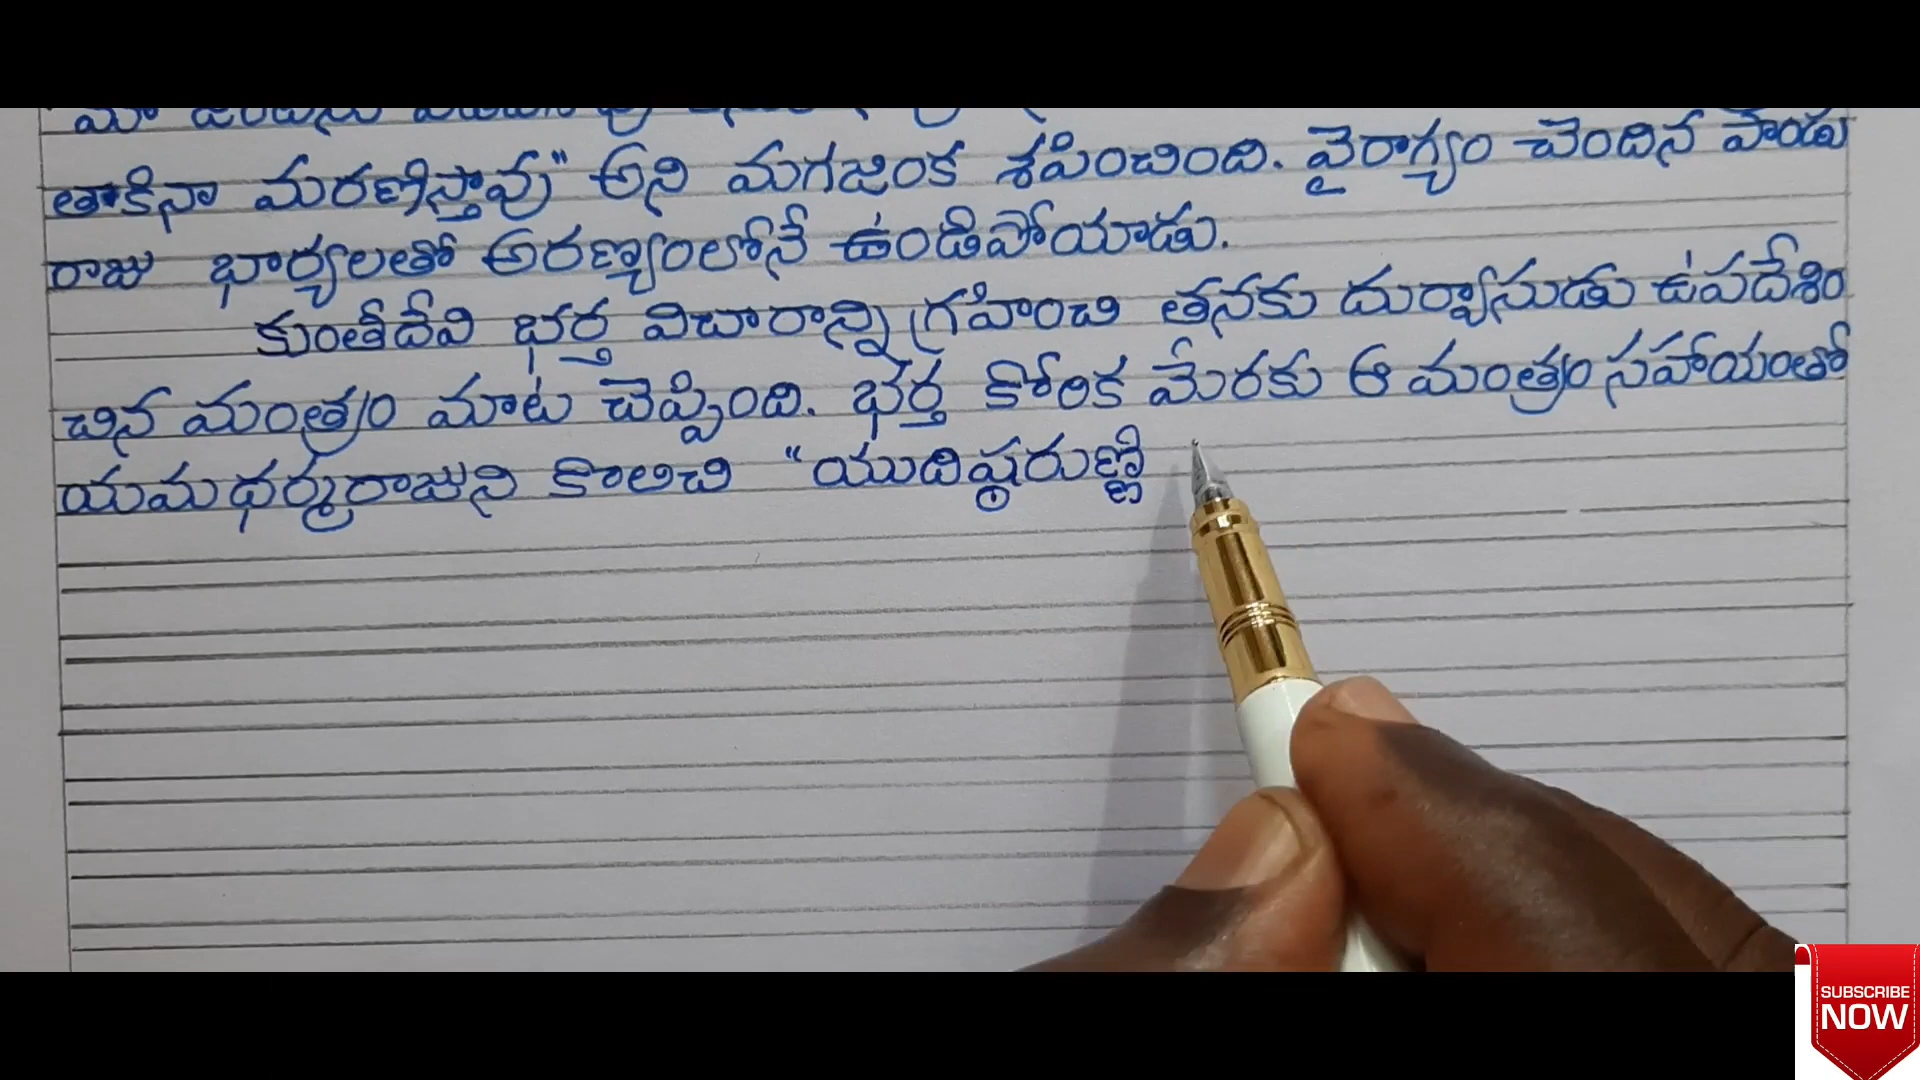 తాకినా మరణిస్తావు" అని మగజింక శపించింది. వైరాగ్యం చెందిన పాండు
రాజు భార్యలతో అరణ్యంలోనే ఉండిపోయాడు.
కుంతీదేవి భర్త విచారాన్ని గ్రహించి తనకు దుర్వాసుడు ఉపదేశిం
చిన మంత్రం మాట చెప్పింది. భర్త కోరిక మేరకు ఆ మంత్రం సహాయంతో
యమధర్మరాజుని కొలిచి "యుదిష్ఠరుణ్ణి
SUBSCRIBE
NOW